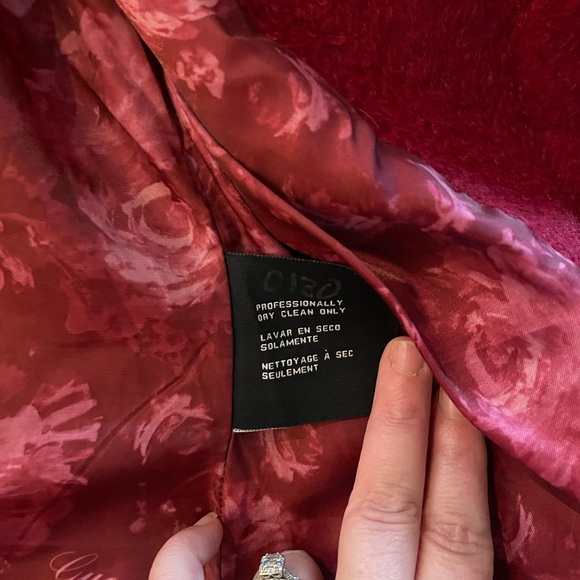 0130
PROFESSIONALLY
DRY CLEAN ONLY
LAVAR EN SECO
SOLAMENTE
NETTOYAGE À SEC
SEULEMENT